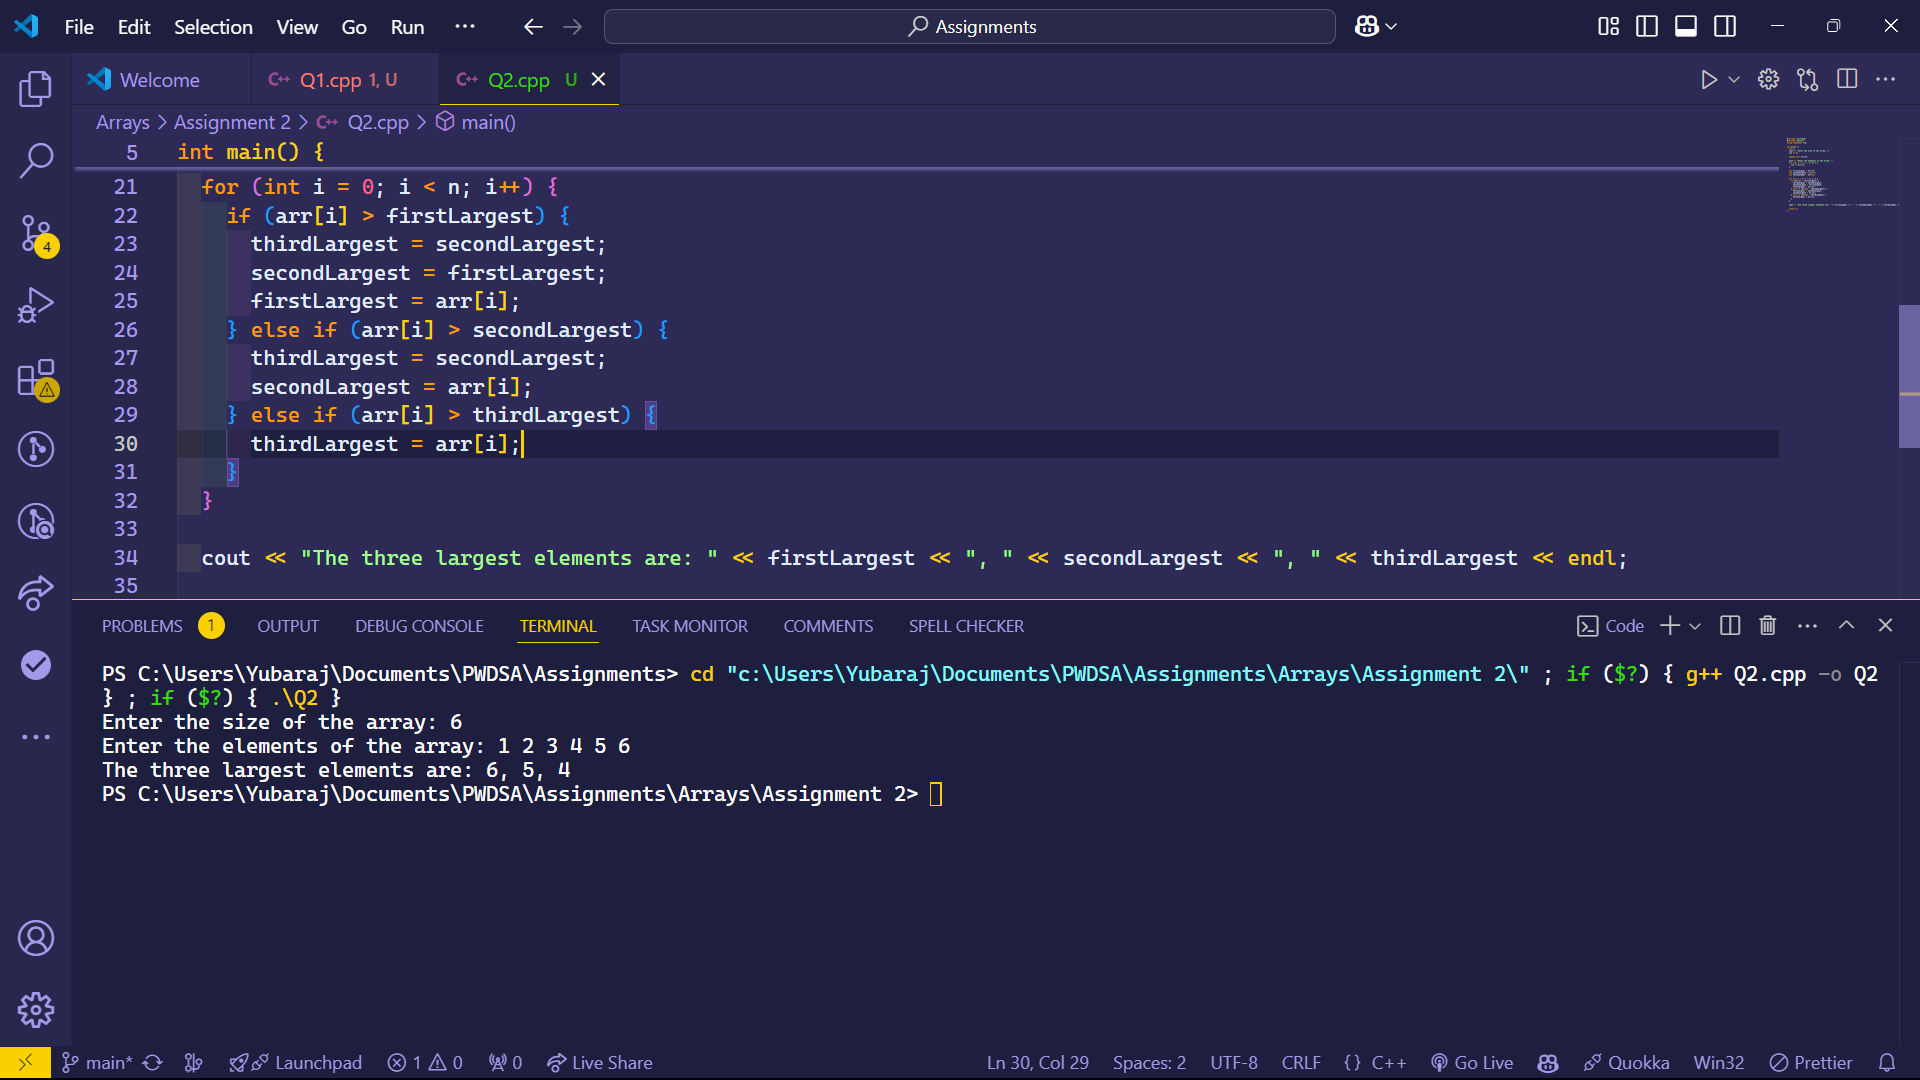 File Edit Selection View Go Run ··· Assignments
Welcome C++ Q1.cpp 1, U C++ Q2.cpp U
Arrays > Assignment 2 > C++ Q2.cpp > main()
5 int main() {
21 for (int i = 0; i < n; i++) {
22 if (arr[i] > firstLargest) {
23 thirdLargest = secondLargest;
24 secondLargest = firstLargest;
25 firstLargest = arr[i];
26 } else if (arr[i] > secondLargest) {
27 thirdLargest = secondLargest;
28 secondLargest = arr[i];
29 } else if (arr[i] > thirdLargest) {
30 thirdLargest = arr[i];
31 }
32 }
33
34 cout << "The three largest elements are: " << firstLargest << ", " << secondLargest << ", " << thirdLargest << endl;
35
4
PROBLEMS 1 OUTPUT DEBUG CONSOLE TERMINAL TASK MONITOR COMMENTS SPELL CHECKER Code
PS C:\Users\Yubaraj\Documents\PWDSA\Assignments> cd "c:\Users\Yubaraj\Documents\PWDSA\Assignments\Arrays\Assignment 2\" ; if ($?) { g++ Q2.cpp -o Q2
} ; if ($?) { .\Q2 }
Enter the size of the array: 6
Enter the elements of the array: 1 2 3 4 5 6
The three largest elements are: 6, 5, 4
PS C:\Users\Yubaraj\Documents\PWDSA\Assignments\Arrays\Assignment 2>
main* Launchpad 1 0 0 Live Share Ln 30, Col 29 Spaces: 2 UTF-8 CRLF {} C++ Go Live Quokka Win32 Prettier